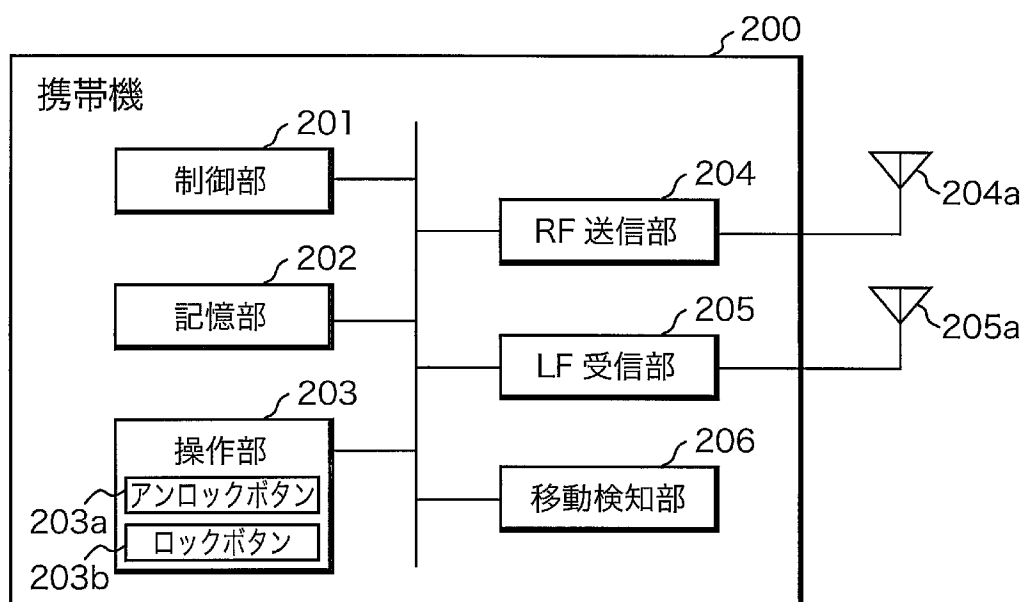 200
携帯機
201
制御部
202
記憶部
203
操作部
203a
アンロックボタン
203b
ロックボタン
204
RF 送信部
204a
205
LF 受信部
205a
206
移動検知部